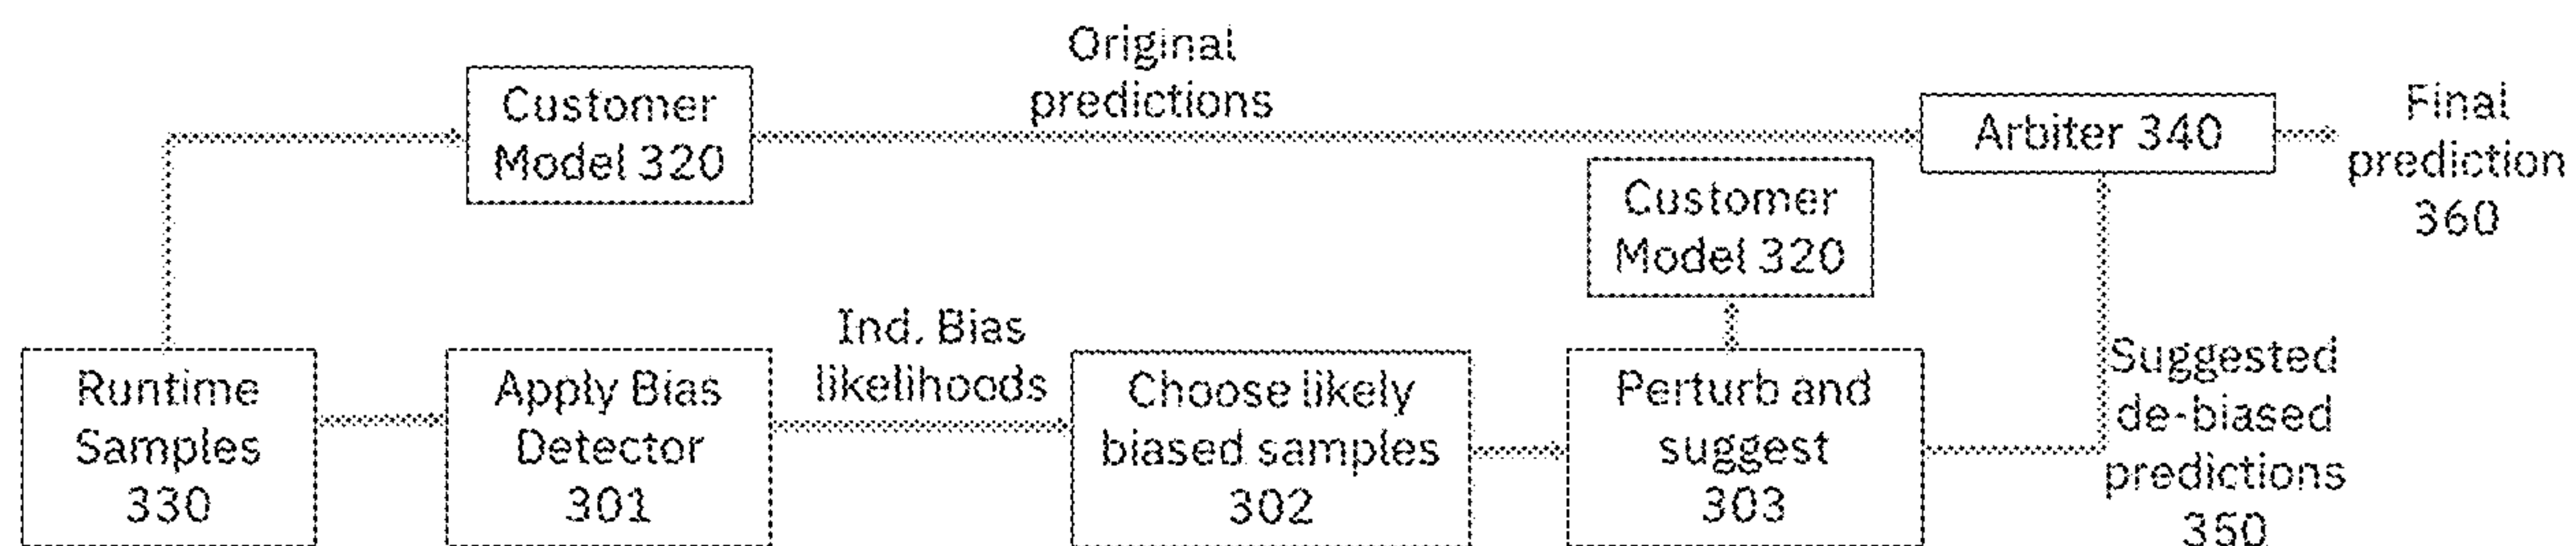 Original
predictions
Customer
Model 320
Arbiter 340
Final
prediction
360
Customer
Model 320
Runtime
Samples
330
Apply Bias
Detector
301
Ind. Bias
likelihoods
Choose likely
biased samples
302
Perturb and
suggest
303
Suggested
de-biased
predictions
350